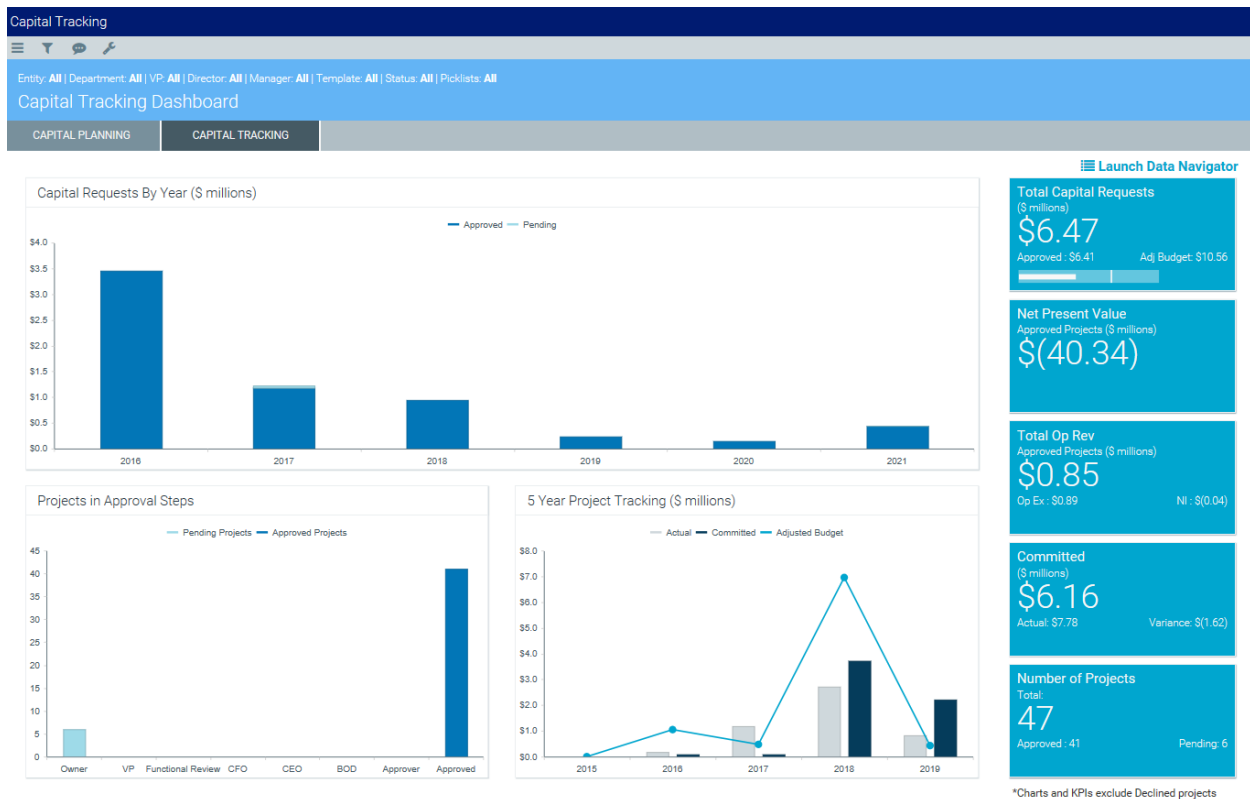 Capital Tracking
Entity: All | Department: All | VP: All | Director: All | Manager: All | Template: All | Status: All | Picklists: All
Capital Tracking Dashboard
CAPITAL PLANNING
CAPITAL TRACKING
Launch Data Navigator
Capital Requests By Year ($ millions)
Approved
Pending
$4.0
$3.5
$3.0
$2.5
$2.0
$1.5
$1.0
$0.5
$0.0
2016
2017
2018
2019
2020
2021
Projects in Approval Steps
Pending Projects
Approved Projects
45
40
35
30
25
20
15
10
5
0
Owner
VP
Functional Review
CFO
CEO
BOD
Approver
Approved
5 Year Project Tracking ($ millions)
Actual
Committed
Adjusted Budget
$8.0
$7.0
$6.0
$5.0
$4.0
$3.0
$2.0
$1.0
$0.0
2015
2016
2017
2018
2019
Total Capital Requests
($ millions)
$6.47
Approved : $6.41
Adj Budget: $10.56
Net Present Value
Approved Projects ($ millions)
$(40.34)
Total Op Rev
Approved Projects ($ millions)
$0.85
Op Ex : $0.89
NI : $(0.04)
Committed
($ millions)
$6.16
Actual: $7.78
Variance: $(1.62)
Number of Projects
Total:
47
Approved : 41
Pending: 6
*Charts and KPIs exclude Declined projects